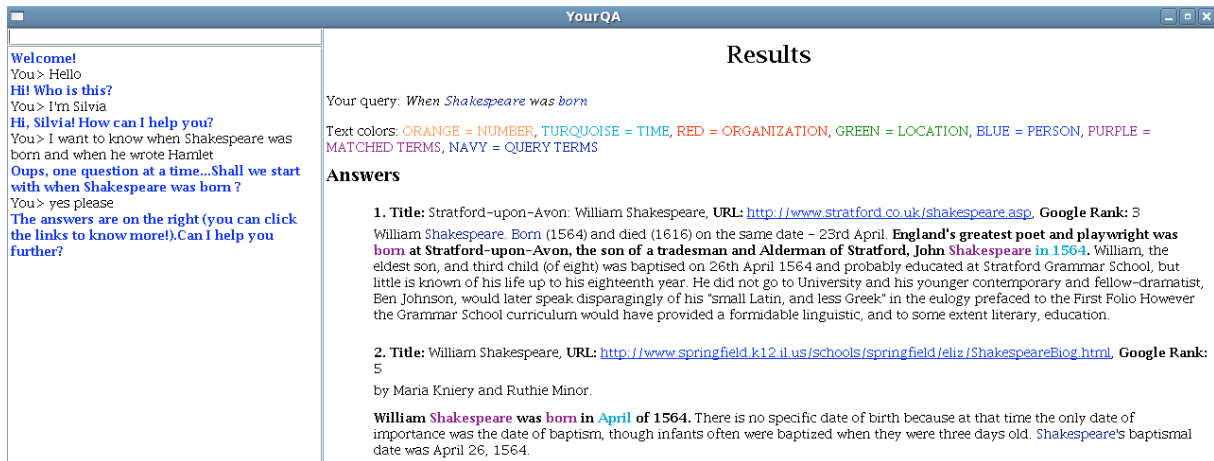 YourQA
Welcome!
You> Hello
Hi! Who is this?
You> I'm Silvia
Hi, Silvia! How can I help you?
You> I want to know when Shakespeare was
born and when he wrote Hamlet
Oups, one question at a time...Shall we start
with when Shakespeare was born ?
You> yes please
The answers are on the right (you can click
the links to know more!).Can I help you
further?
Results
Your query: When Shakespeare was born
Text colors: ORANGE = NUMBER, TURQUOISE = TIME, RED = ORGANIZATION, GREEN = LOCATION, BLUE = PERSON, PURPLE =
MATCHED TERMS, NAVY = QUERY TERMS
Answers
1. Title: Stratford-upon-Avon: William Shakespeare, URL: http://www.stratford.co.uk/shakespeare.asp, Google Rank: 3
William Shakespeare. Born (1564) and died (1616) on the same date - 23rd April. England's greatest poet and playwright was
born at Stratford-upon-Avon, the son of a tradesman and Alderman of Stratford, John Shakespeare in 1564. William, the
eldest son, and third child (of eight) was baptised on 26th April 1564 and probably educated at Stratford Grammar School, but
little is known of his life up to his eighteenth year. He did not go to University and his younger contemporary and fellow-dramatist,
Ben Johnson, would later speak disparagingly of his "small Latin, and less Greek" in the eulogy prefaced to the First Folio However
the Grammar School curriculum would have provided a formidable linguistic, and to some extent literary, education.
2. Title: William Shakespeare, URL: http://www.springfield.k12.il.us/schools/springfield/eliz/ShakespeareBiog.html, Google Rank:
5
by Maria Kniery and Ruthie Minor.
William Shakespeare was born in April of 1564. There is no specific date of birth because at that time the only date of
importance was the date of baptism, though infants often were baptized when they were three days old. Shakespeare's baptismal
date was April 26, 1564.